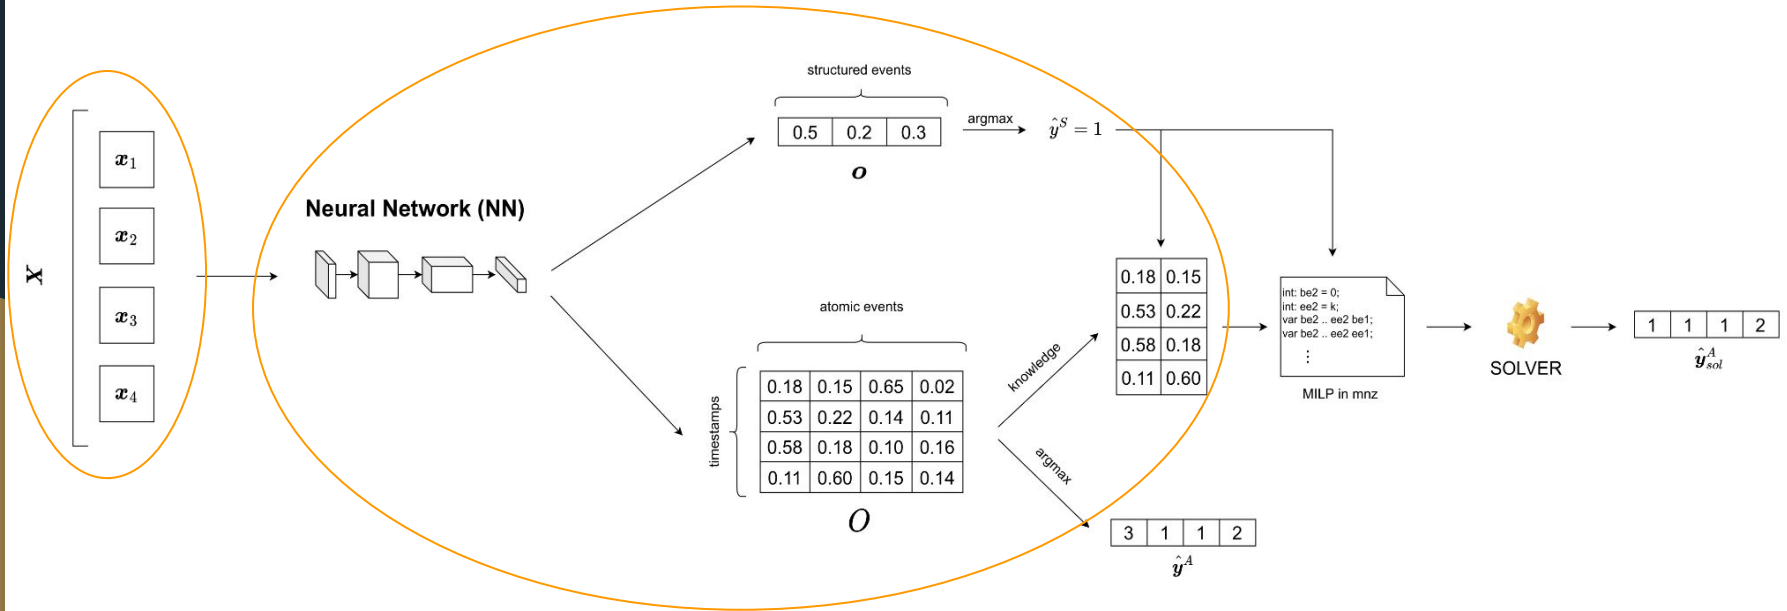 X
x1
x2
x3
x4
Neural Network (NN)
structured events
0.5 0.2 0.3
o
argmax
ŷ^S = 1
atomic events
timestamps
0.18 0.15 0.65 0.02
0.53 0.22 0.14 0.11
0.58 0.18 0.10 0.16
0.11 0.60 0.15 0.14
O
knowledge
argmax
0.18 0.15
0.53 0.22
0.58 0.18
0.11 0.60
3 1 1 2
ŷ^A
int: be2 = 0;
int: ee2 = k;
var be2 .. ee2 be1;
var be2 .. ee2 ee1;
⋮
MILP in mnz
SOLVER
1 1 1 2
ŷ^A_sol